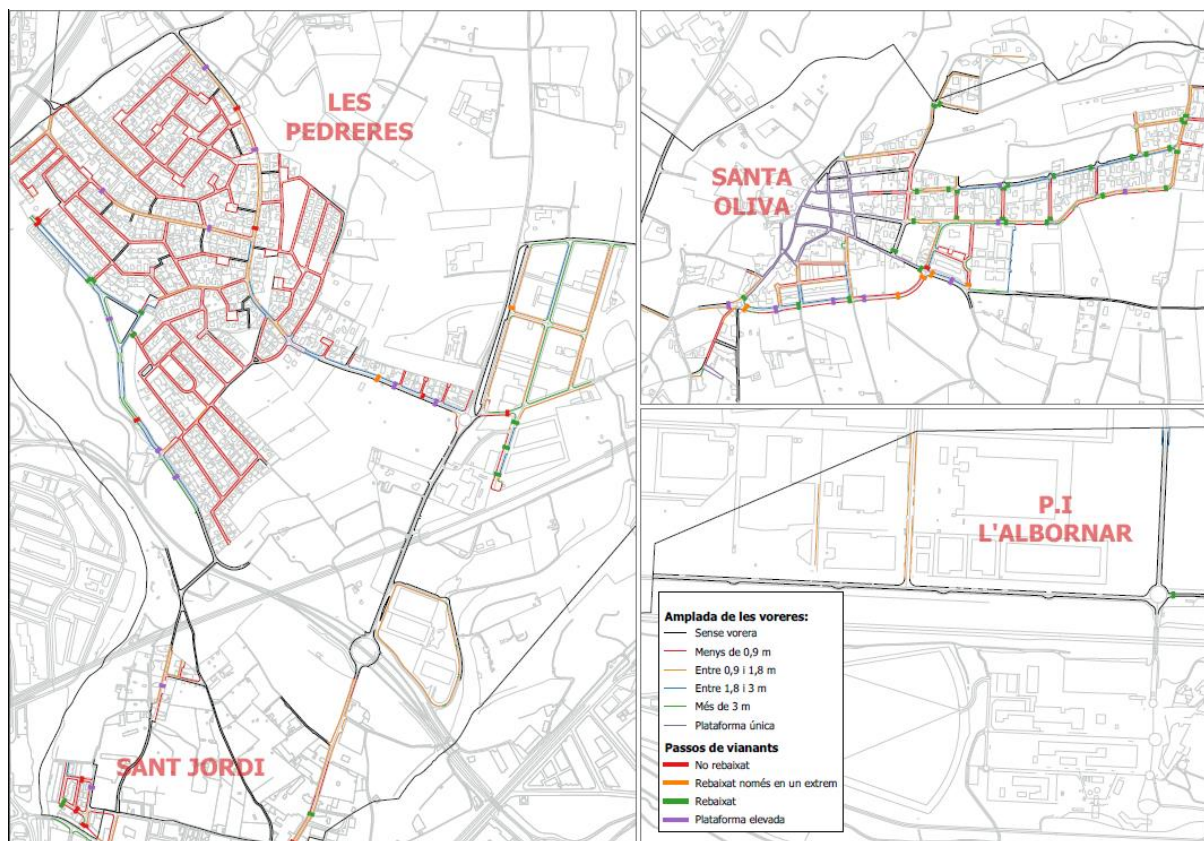 LES
PEDRERES
SANT JORDI
SANTA
OLIVA
P.I
L'ALBORNAR
Amplada de les voreres:
Sense vorera
Menys de 0,9 m
Entre 0,9 i 1,8 m
Entre 1,8 i 3 m
Més de 3 m
Plataforma única
Passos de vianants
No rebaixat
Rebaixat només en un extrem
Rebaixat
Plataforma elevada